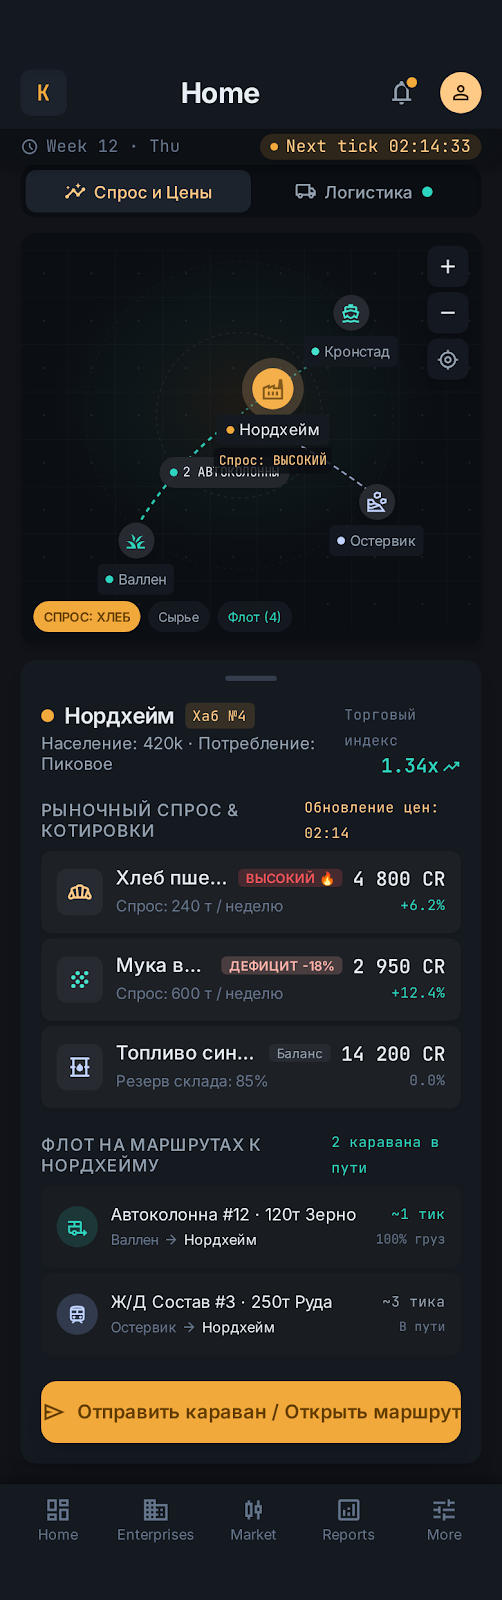 K
Home
Week 12 · Thu
Next tick 02:14:33
Спрос и Цены
Логистика
+
−
Кронстад
Нордхейм
Спрос: ВЫСОКИЙ
2 АВТОКОЛОННЫ
Остервик
Валлен
СПРОС: ХЛЕБ
Сырье
Флот (4)
Нордхейм
Хаб №4
Торговый
индекс
Население: 420k · Потребление:
Пиковое
1.34x
РЫНОЧНЫЙ СПРОС &
КОТИРОВКИ
Обновление цен:
02:14
Хлеб пше... ВЫСОКИЙ 🔥 4 800 CR
Спрос: 240 т / неделю +6.2%
Мука в... ДЕФИЦИТ -18% 2 950 CR
Спрос: 600 т / неделю +12.4%
Топливо син... Баланс 14 200 CR
Резерв склада: 85% 0.0%
ФЛОТ НА МАРШРУТАХ К
НОРДХЕЙМУ
2 каравана в
пути
Автоколонна #12 · 120т Зерно ~1 тик
Валлен → Нордхейм 100% груз
Ж/Д Состав #3 · 250т Руда ~3 тика
Остервик → Нордхейм В пути
Отправить караван / Открыть маршрут
Home
Enterprises
Market
Reports
More